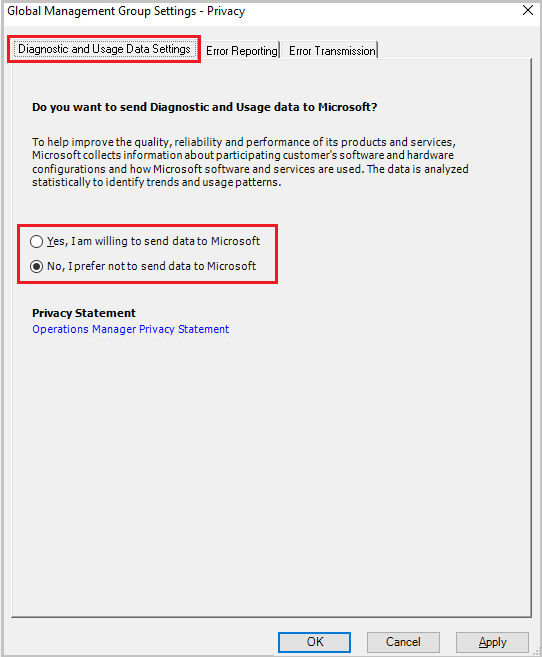 Global Management Group Settings - Privacy
Diagnostic and Usage Data Settings
Error Reporting
Error Transmission
Do you want to send Diagnostic and Usage data to Microsoft?
To help improve the quality, reliability and performance of its products and services,
Microsoft collects information about participating customer's software and hardware
configurations and how Microsoft software and services are used. The data is analyzed
statistically to identify trends and usage patterns.
Yes, I am willing to send data to Microsoft
No, I prefer not to send data to Microsoft
Privacy Statement
Operations Manager Privacy Statement
OK
Cancel
Apply